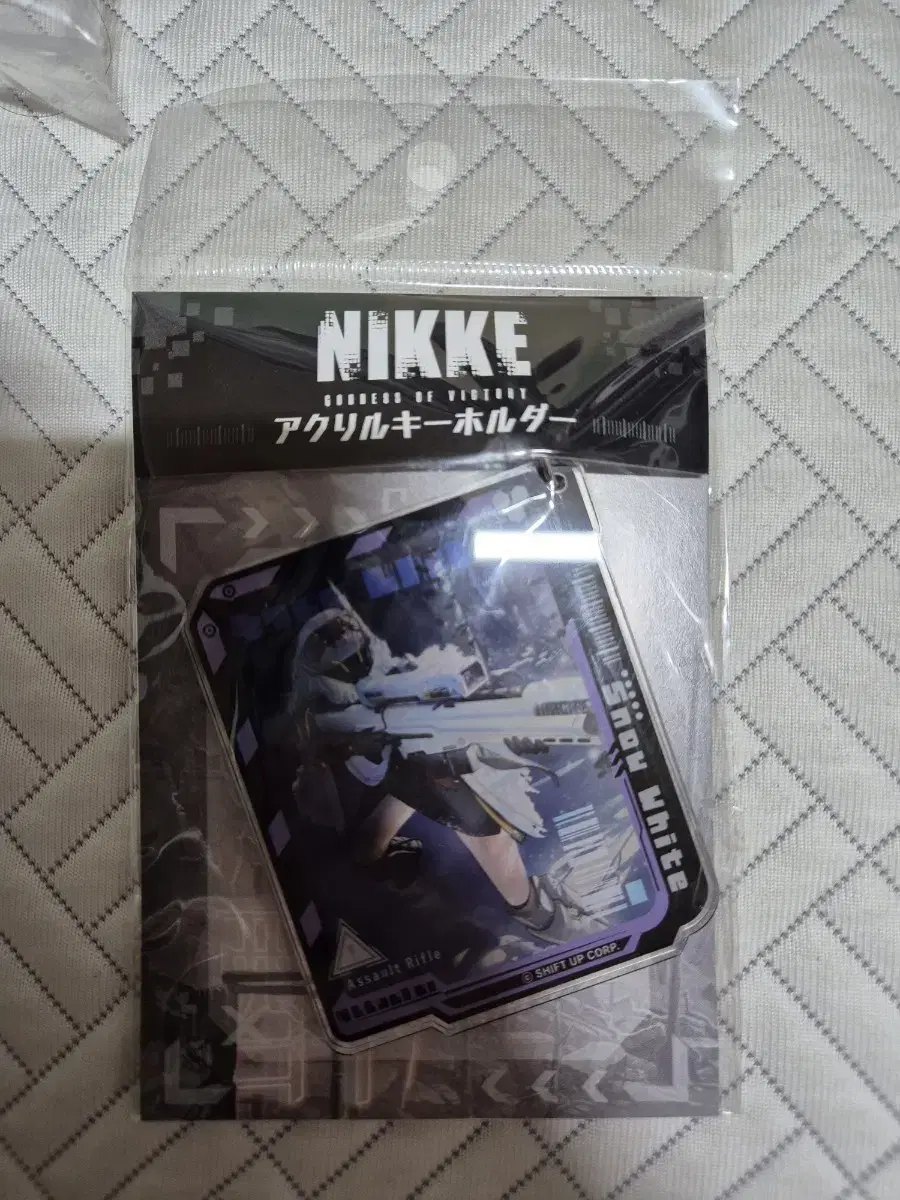 NIKKE
GODDESS OF VICTORY
アクリルキーホルダー
Snow White
Assault Rifle
© SHIFT UP CORP.